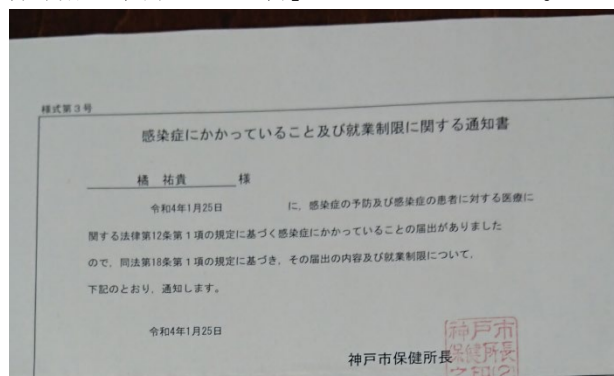 様式第3号
感染症にかかっていること及び就業制限に関する通知書
橘 祐貴 様
令和4年1月25日 に，感染症の予防及び感染症の患者に対する医療に
関する法律第12条第1項の規定に基づく感染症にかかっていることの届出がありました
ので，同法第18条第1項の規定に基づき，その届出の内容及び就業制限について，
下記のとおり，通知します。
令和4年1月25日
神戸市保健所長
神戸市
保健所長
之印